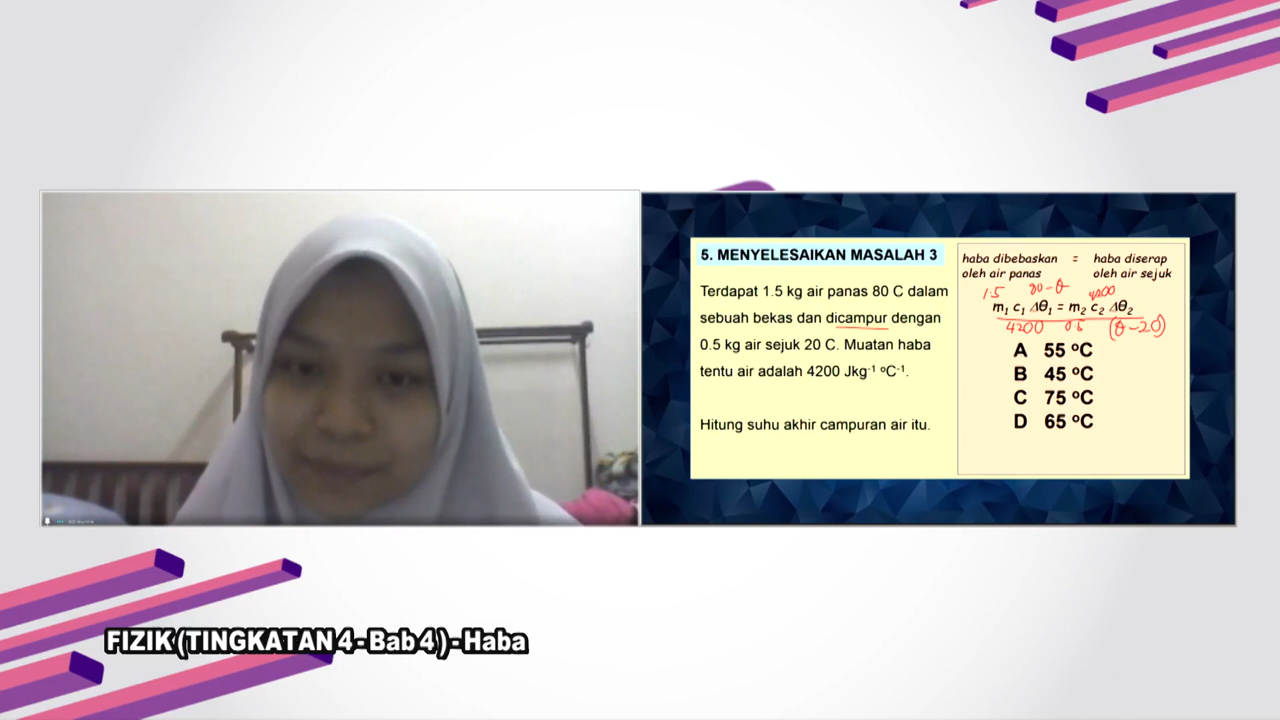 5. MENYELESAIKAN MASALAH 3
Terdapat 1.5 kg air panas 80 C dalam
sebuah bekas dan dicampur dengan
0.5 kg air sejuk 20 C. Muatan haba
tentu air adalah 4200 Jkg⁻¹ ºC⁻¹.
Hitung suhu akhir campuran air itu.
haba dibebaskan = haba diserap
oleh air panas oleh air sejuk
1.5 80-θ 4200
m₁ c₁ Δθ₁ = m₂ c₂ Δθ₂
4200 0.5 (θ-20)
A 55 ºC
B 45 ºC
C 75 ºC
D 65 ºC
FIZIK (TINGKATAN 4 - Bab 4 ) - Haba